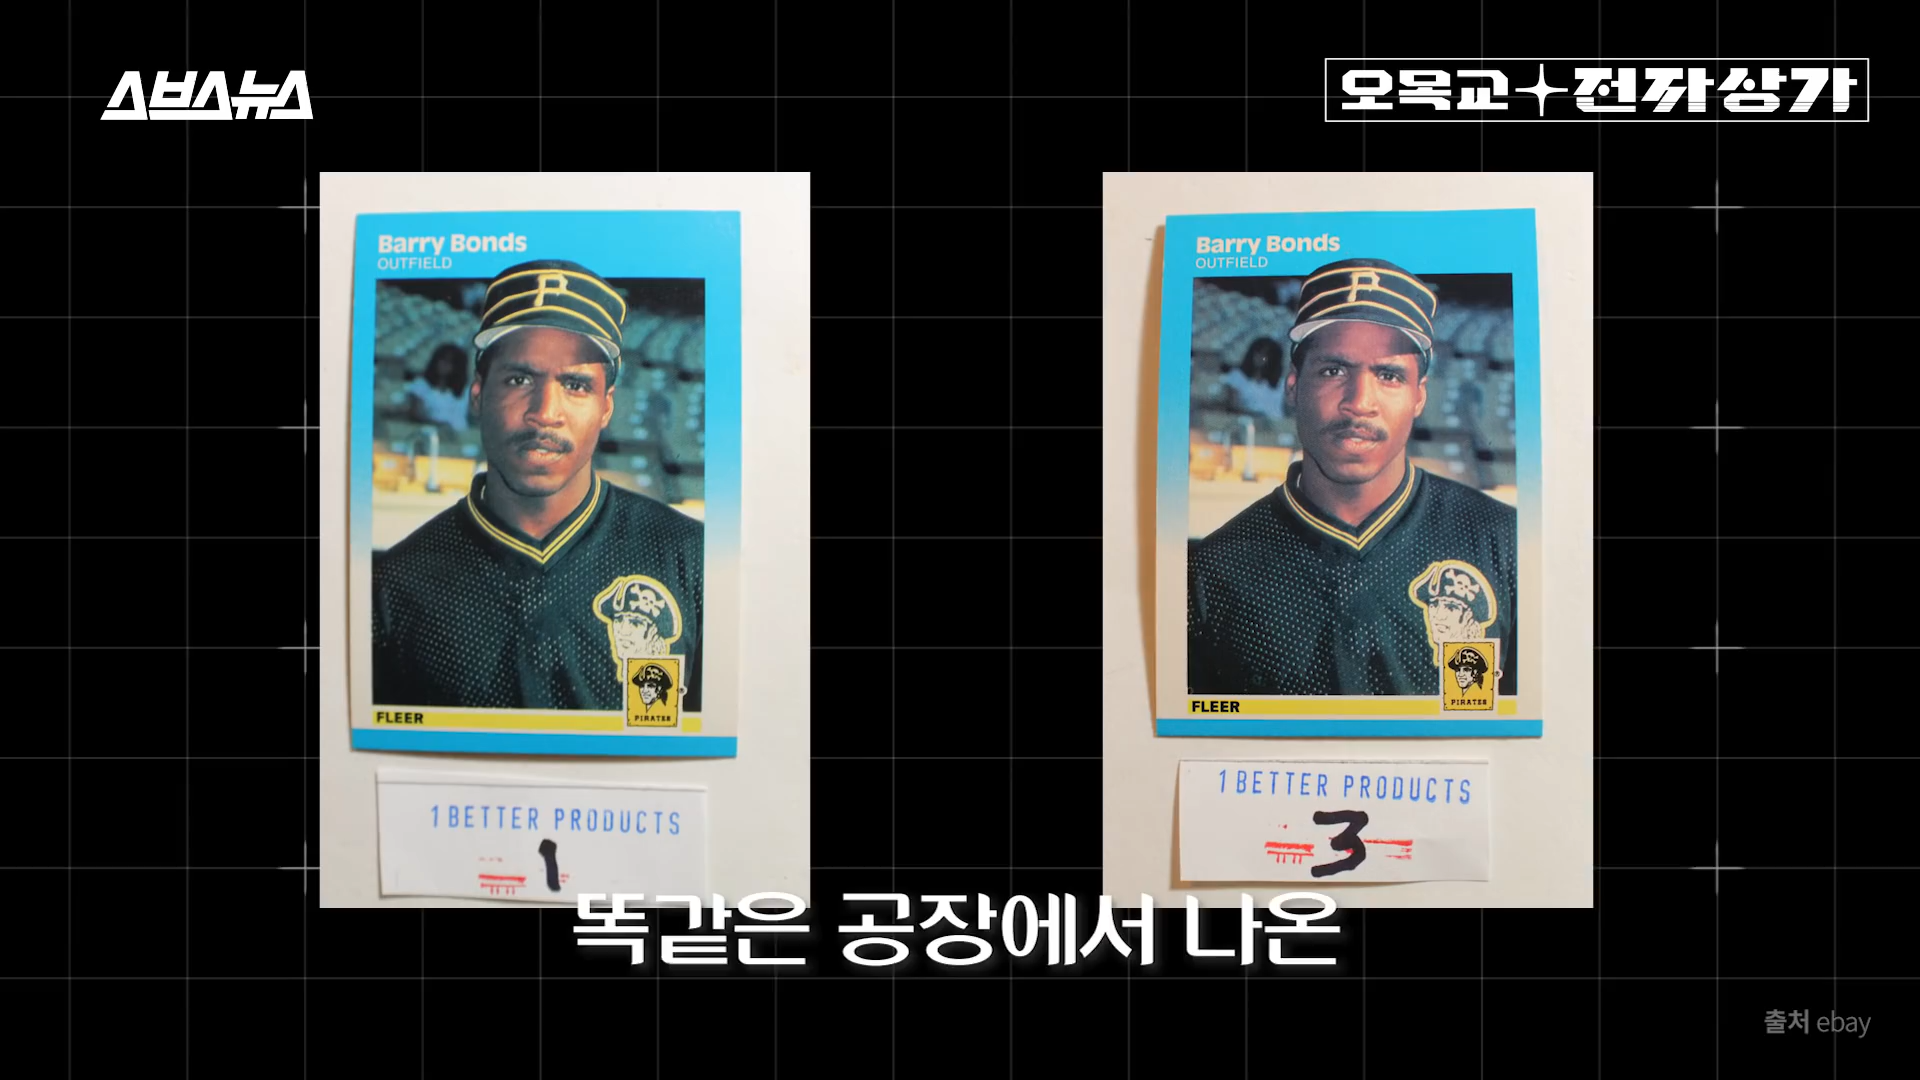 스브스뉴스
오목교 전자상가
Barry Bonds
OUTFIELD
P
FLEER
PIRATES
1 BETTER PRODUCTS
1
Barry Bonds
OUTFIELD
P
FLEER
PIRATES
1 BETTER PRODUCTS
3
똑같은 공장에서 나온
출처 ebay